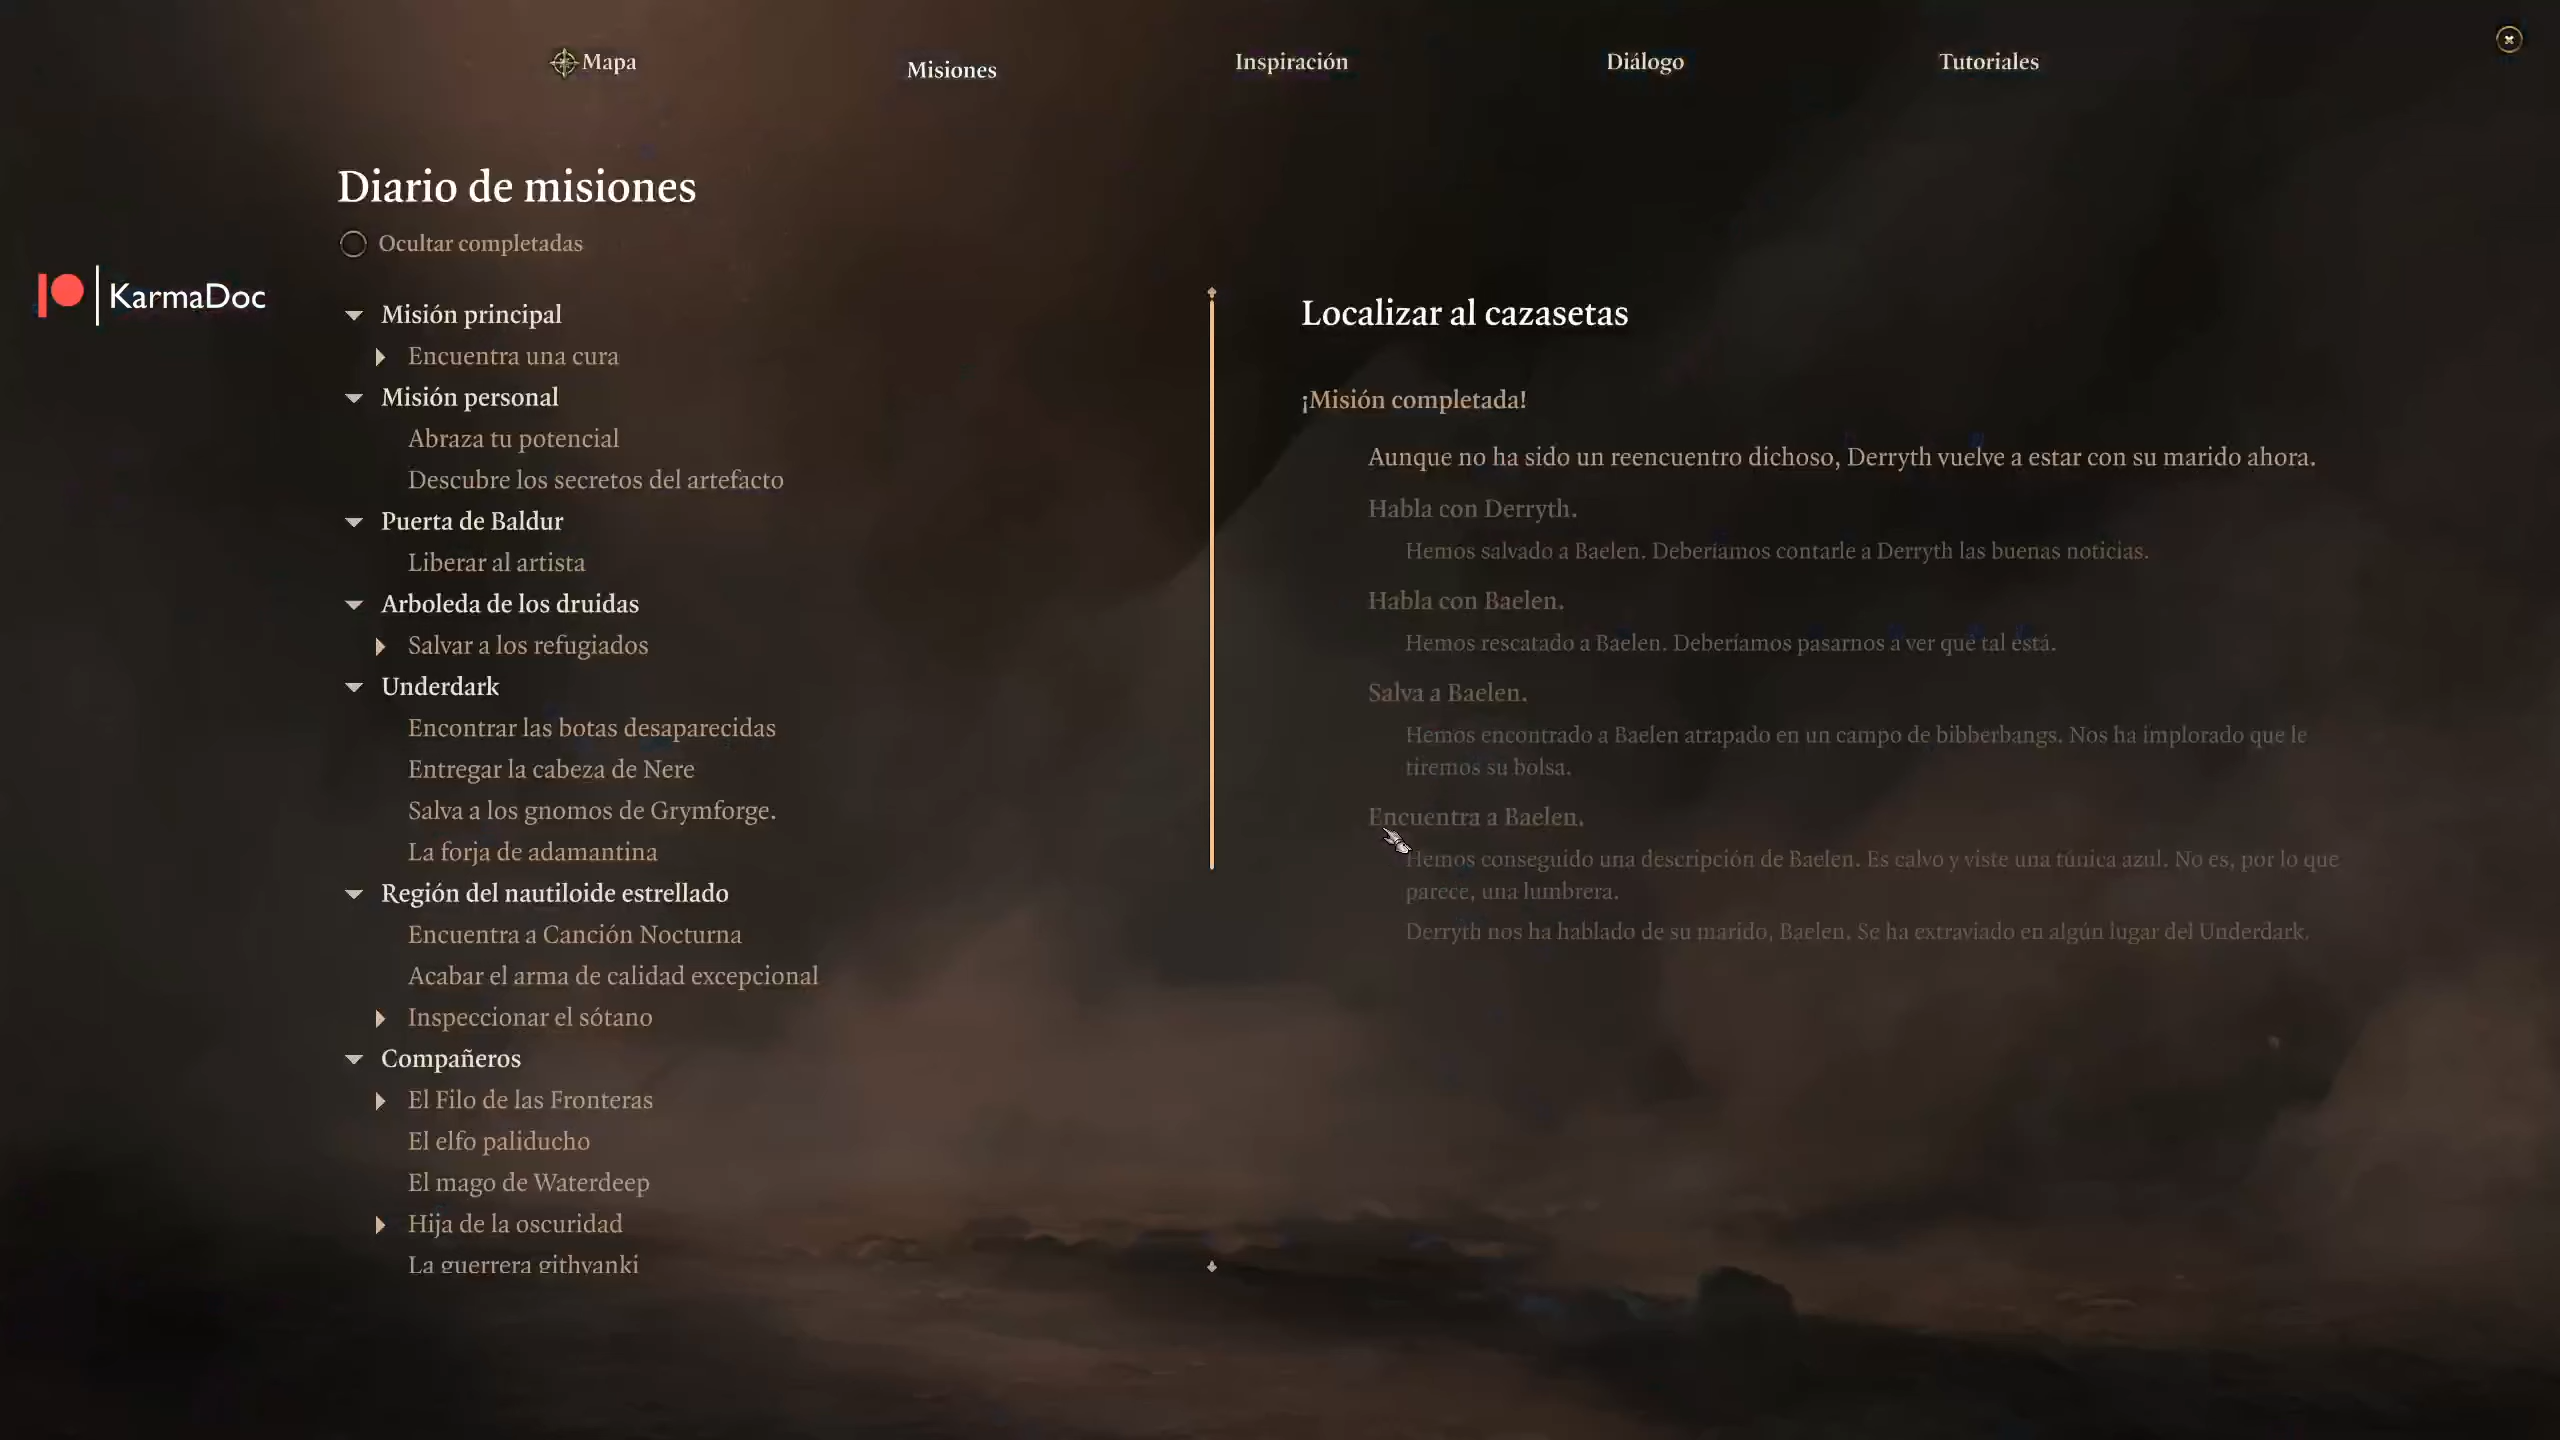 Mapa
Misiones
Inspiración
Diálogo
Tutoriales
Diario de misiones
Ocultar completadas
KarmaDoc
Misión principal
Encuentra una cura
Misión personal
Abraza tu potencial
Descubre los secretos del artefacto
Puerta de Baldur
Liberar al artista
Arboleda de los druidas
Salvar a los refugiados
Underdark
Encontrar las botas desaparecidas
Entregar la cabeza de Nere
Salva a los gnomos de Grymforge.
La forja de adamantina
Región del nautiloide estrellado
Encuentra a Canción Nocturna
Acabar el arma de calidad excepcional
Inspeccionar el sótano
Compañeros
El Filo de las Fronteras
El elfo paliducho
El mago de Waterdeep
Hija de la oscuridad
La guerrera githyanki
Localizar al cazasetas
¡Misión completada!
Aunque no ha sido un reencuentro dichoso, Derryth vuelve a estar con su marido ahora.
Habla con Derryth.
Hemos salvado a Baelen. Deberíamos contarle a Derryth las buenas noticias.
Habla con Baelen.
Hemos rescatado a Baelen. Deberíamos pasarnos a ver qué tal está.
Salva a Baelen.
Hemos encontrado a Baelen atrapado en un campo de bibberbangs. Nos ha implorado que le
tiremos su bolsa.
Encuentra a Baelen.
Hemos conseguido una descripción de Baelen. Es calvo y viste una túnica azul. No es, por lo que
parece, una lumbrera.
Derryth nos ha hablado de su marido, Baelen. Se ha extraviado en algún lugar del Underdark.